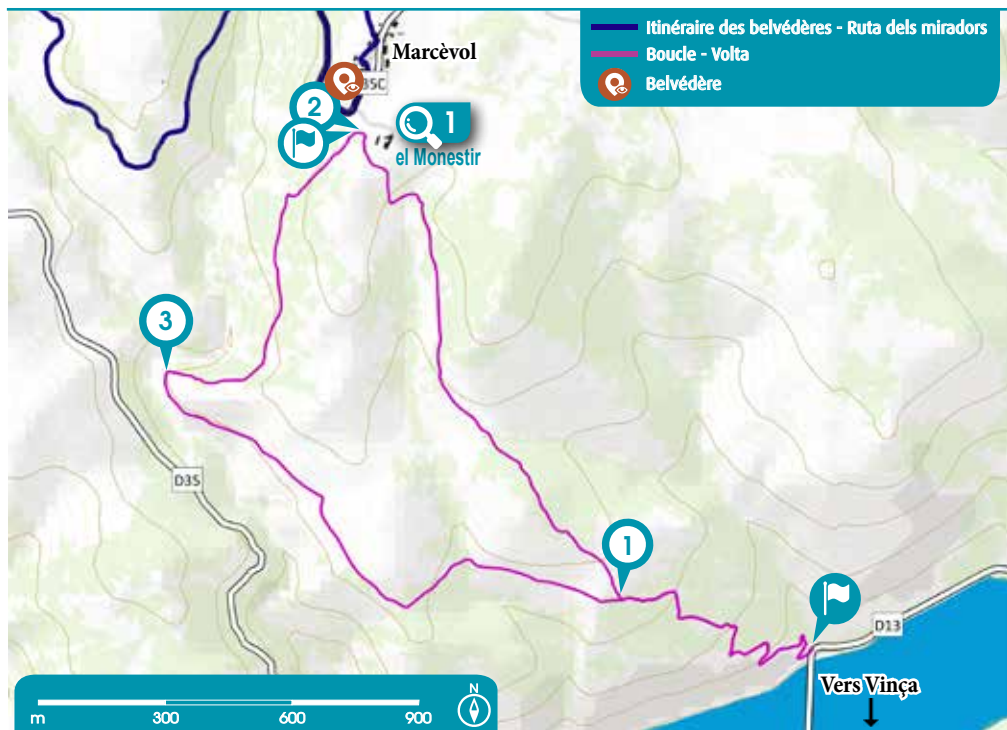 Itinéraire des belvédères - Ruta dels miradors
Boucle - Volta
Belvédère
Marcèvol
35C
2
1
el Monestir
3
D35
1
D13
Vers Vinça
N
m 300 600 900